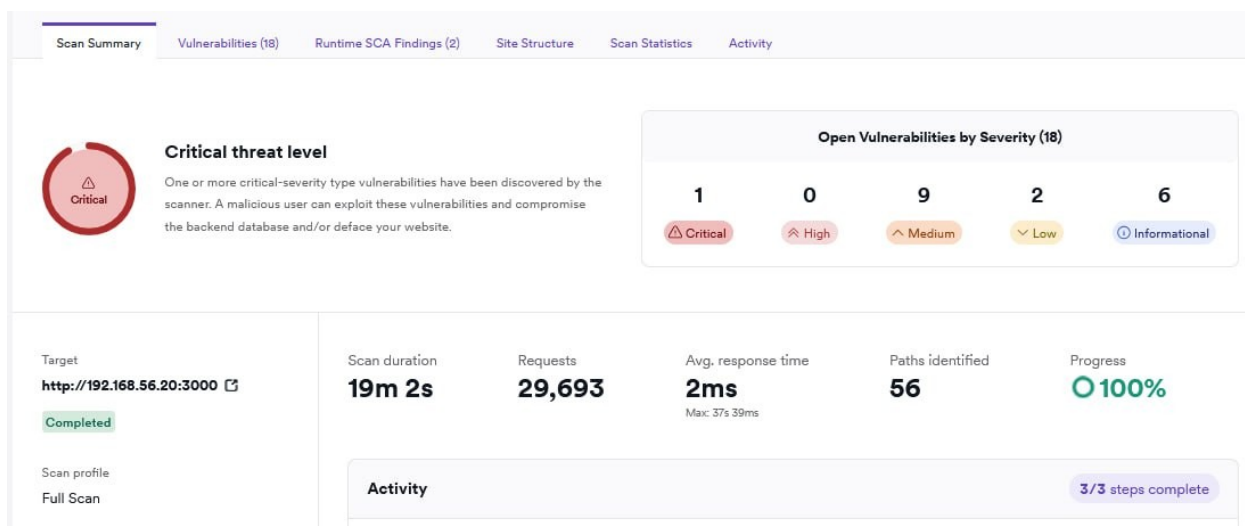 Scan Summary Vulnerabilities (18) Runtime SCA Findings (2) Site Structure Scan Statistics Activity
Critical
Critical threat level
One or more critical-severity type vulnerabilities have been discovered by the
scanner. A malicious user can exploit these vulnerabilities and compromise
the backend database and/or deface your website.
Open Vulnerabilities by Severity (18)
1 0 9 2 6
Critical High Medium Low Informational
Target
http://192.168.56.20:3000
Completed
Scan profile
Full Scan
Scan duration Requests Avg. response time Paths identified Progress
19m 2s 29,693 2ms 56 100%
Max: 37s 39ms
Activity 3/3 steps complete